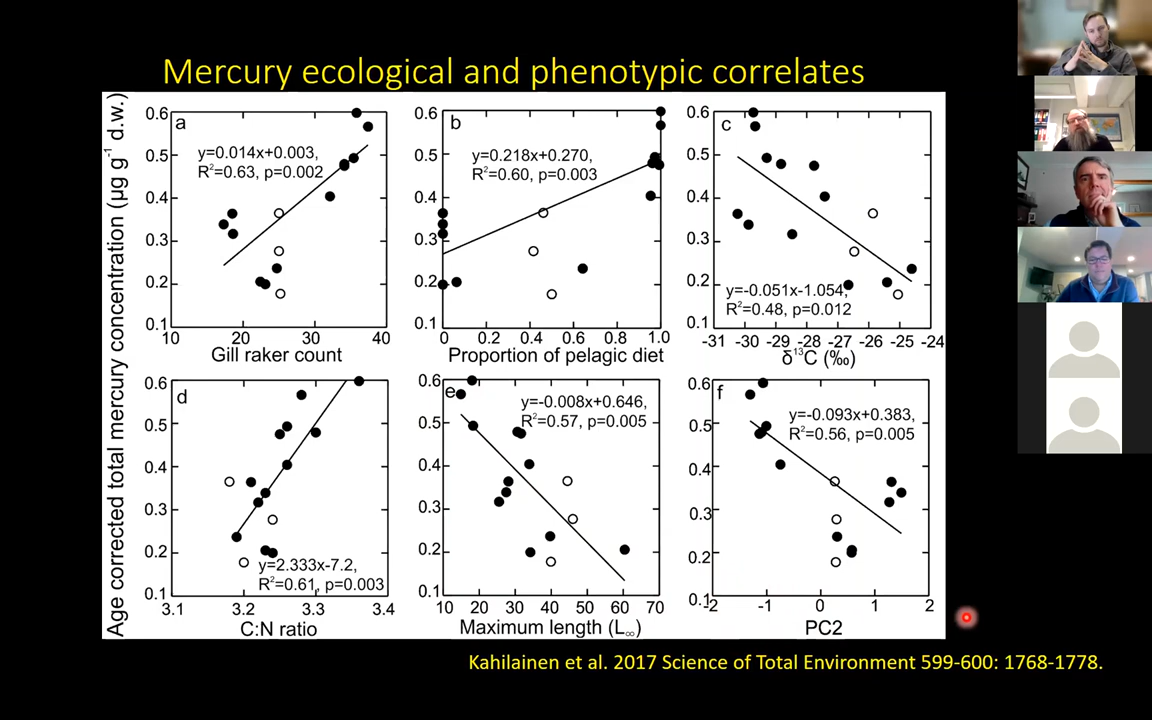 Mercury ecological and phenotypic correlates
Age corrected total mercury concentration (µg g⁻¹ d.w.)
a
y=0.014x+0.003,
R²=0.63, p=0.002
0.6
0.5
0.4
0.3
0.2
0.1
10 20 30 40
Gill raker count
b
y=0.218x+0.270,
R²=0.60, p=0.003
0.6
0.5
0.4
0.3
0.2
0.1
0.0 0.2 0.4 0.6 0.8 1.0
Proportion of pelagic diet
c
y=-0.051x-1.054,
R²=0.48, p=0.012
0.6
0.5
0.4
0.3
0.2
0.1
-31 -30 -29 -28 -27 -26 -25 -24
δ¹³C (‰)
d
y=2.333x-7.2,
R²=0.61, p=0.003
0.6
0.5
0.4
0.3
0.2
0.1
3.1 3.2 3.3 3.4
C:N ratio
e
y=-0.008x+0.646,
R²=0.57, p=0.005
0.6
0.5
0.4
0.3
0.2
0.1
10 20 30 40 50 60 70
Maximum length (L∞)
f
y=-0.093x+0.383,
R²=0.56, p=0.005
0.6
0.5
0.4
0.3
0.2
0.1
-2 -1 0 1 2
PC2
Kahilainen et al. 2017 Science of Total Environment 599-600: 1768-1778.